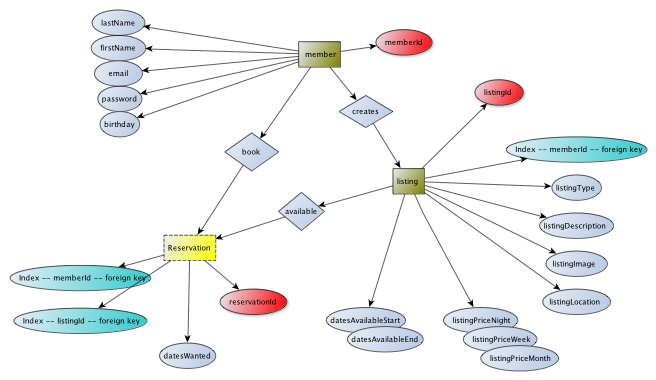 lastName
firstName
email
password
birthday
member
memberId
creates
listingId
book
Index -- memberId -- foreign key
listing
listingType
available
listingDescription
Reservation
listingImage
Index -- memberId -- foreign key
reservationId
listingLocation
Index -- listingId -- foreign key
datesAvailableStart
datesAvailableEnd
listingPriceNight
listingPriceWeek
listingPriceMonth
datesWanted